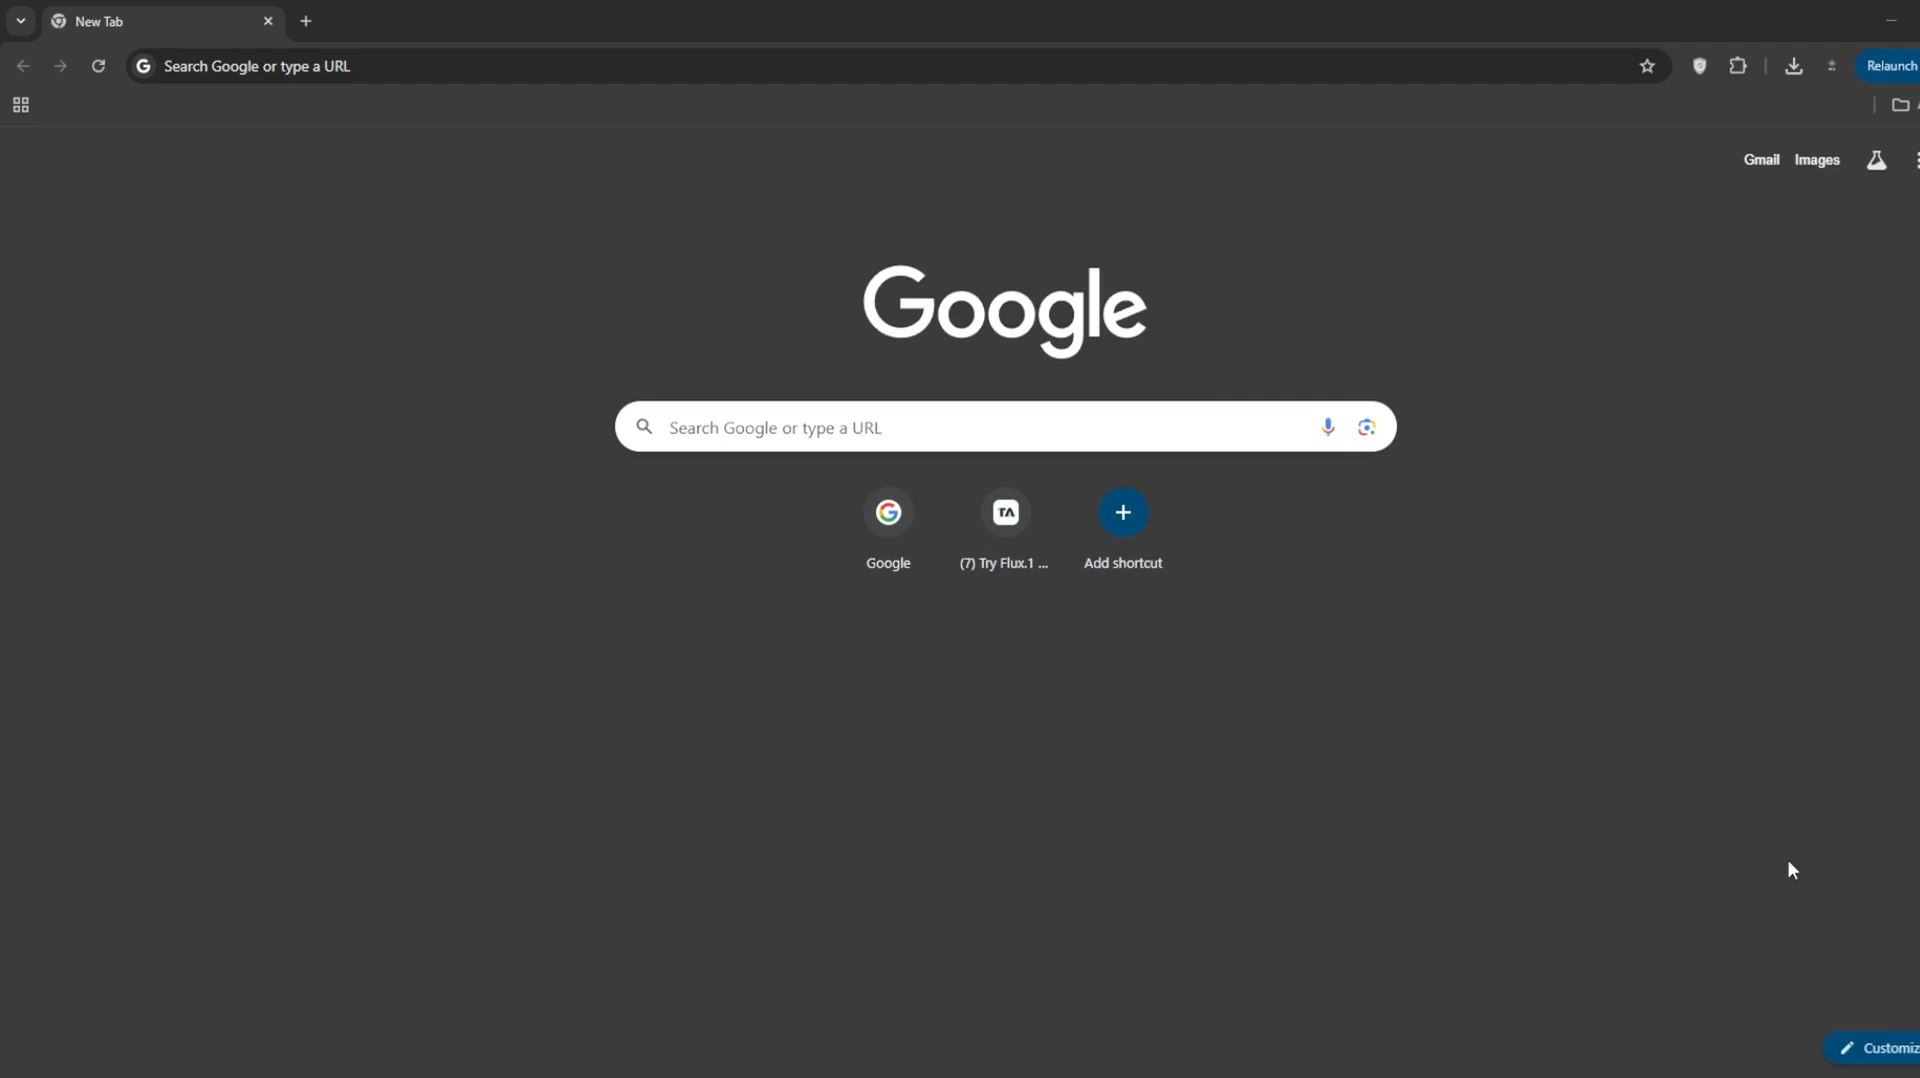 New Tab
Search Google or type a URL
Relaunch
Gmail Images
Google
Search Google or type a URL
TA
Google
(7) Try Flux.1 ...
Add shortcut
Customiz